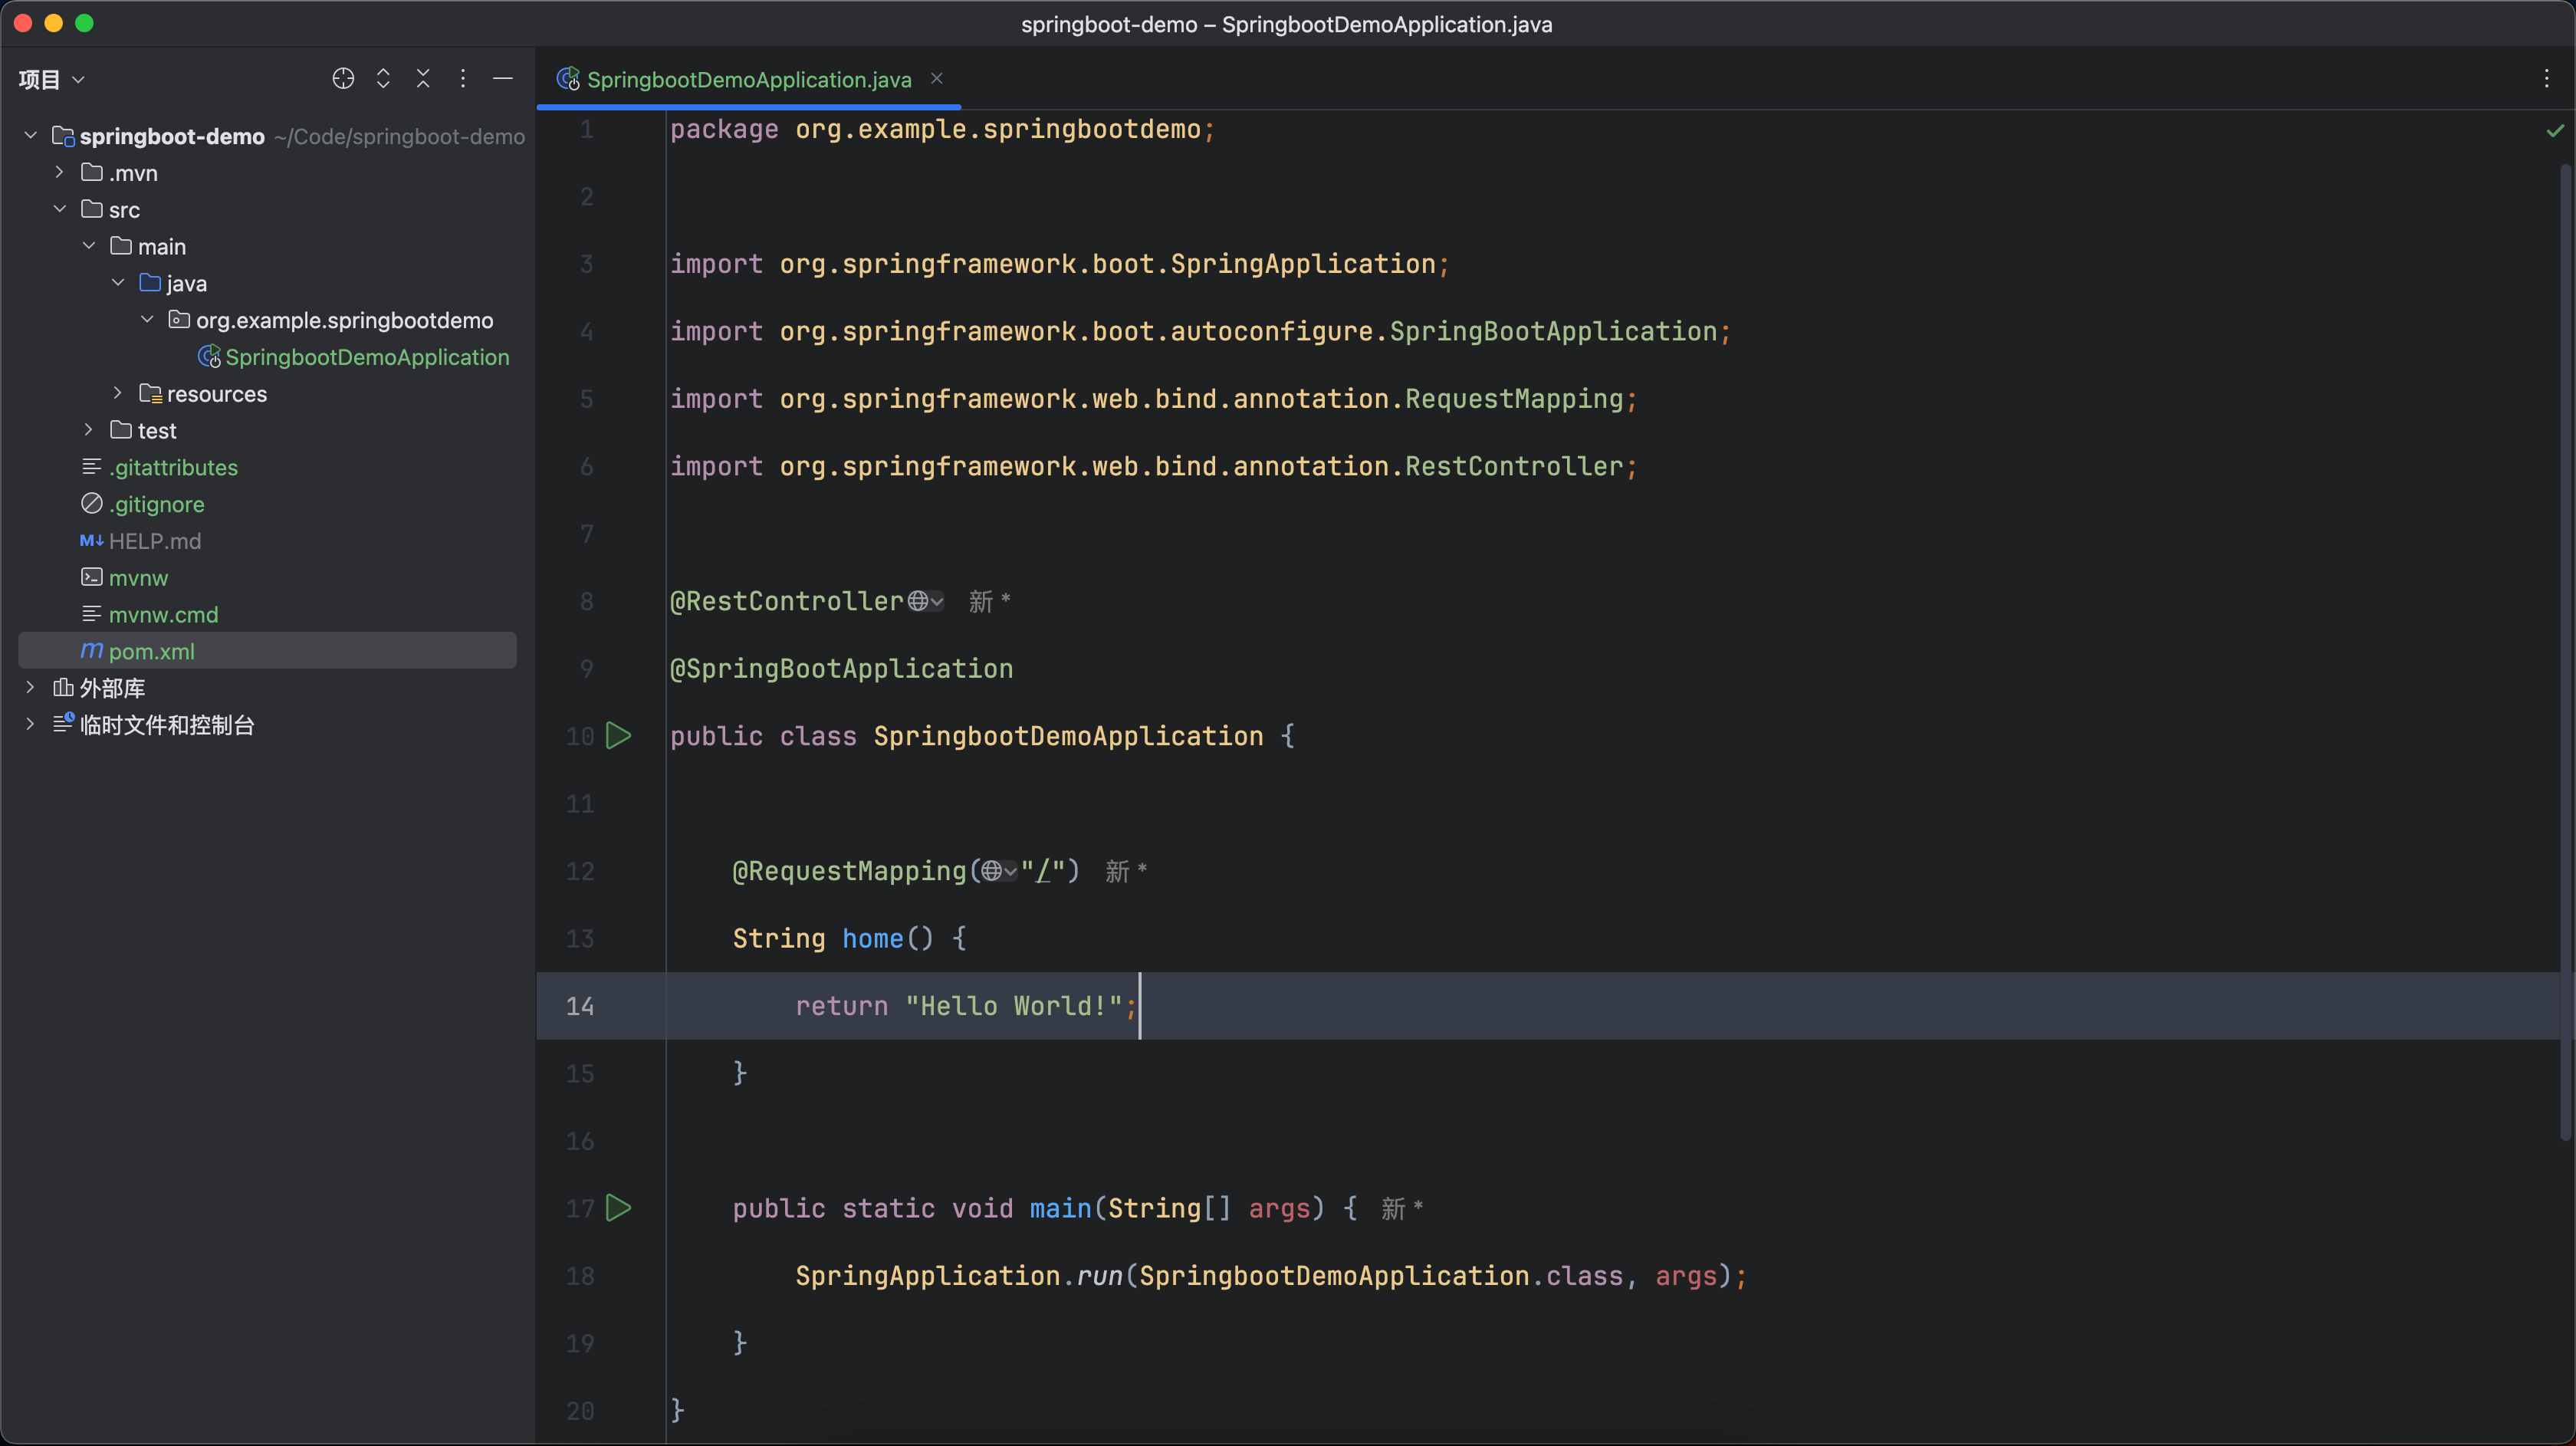 springboot-demo – SpringbootDemoApplication.java
项目
springboot-demo ~/Code/springboot-demo
.mvn
src
main
java
org.example.springbootdemo
SpringbootDemoApplication
resources
test
.gitattributes
.gitignore
M↓ HELP.md
mvnw
mvnw.cmd
m pom.xml
外部库
临时文件和控制台
SpringbootDemoApplication.java
1 package org.example.springbootdemo;
2
3 import org.springframework.boot.SpringApplication;
4 import org.springframework.boot.autoconfigure.SpringBootApplication;
5 import org.springframework.web.bind.annotation.RequestMapping;
6 import org.springframework.web.bind.annotation.RestController;
7
8 @RestController 新 *
9 @SpringBootApplication
10 public class SpringbootDemoApplication {
11
12 @RequestMapping("/") 新 *
13 String home() {
14 return "Hello World!";
15 }
16
17 public static void main(String[] args) { 新 *
18 SpringApplication.run(SpringbootDemoApplication.class, args);
19 }
20 }